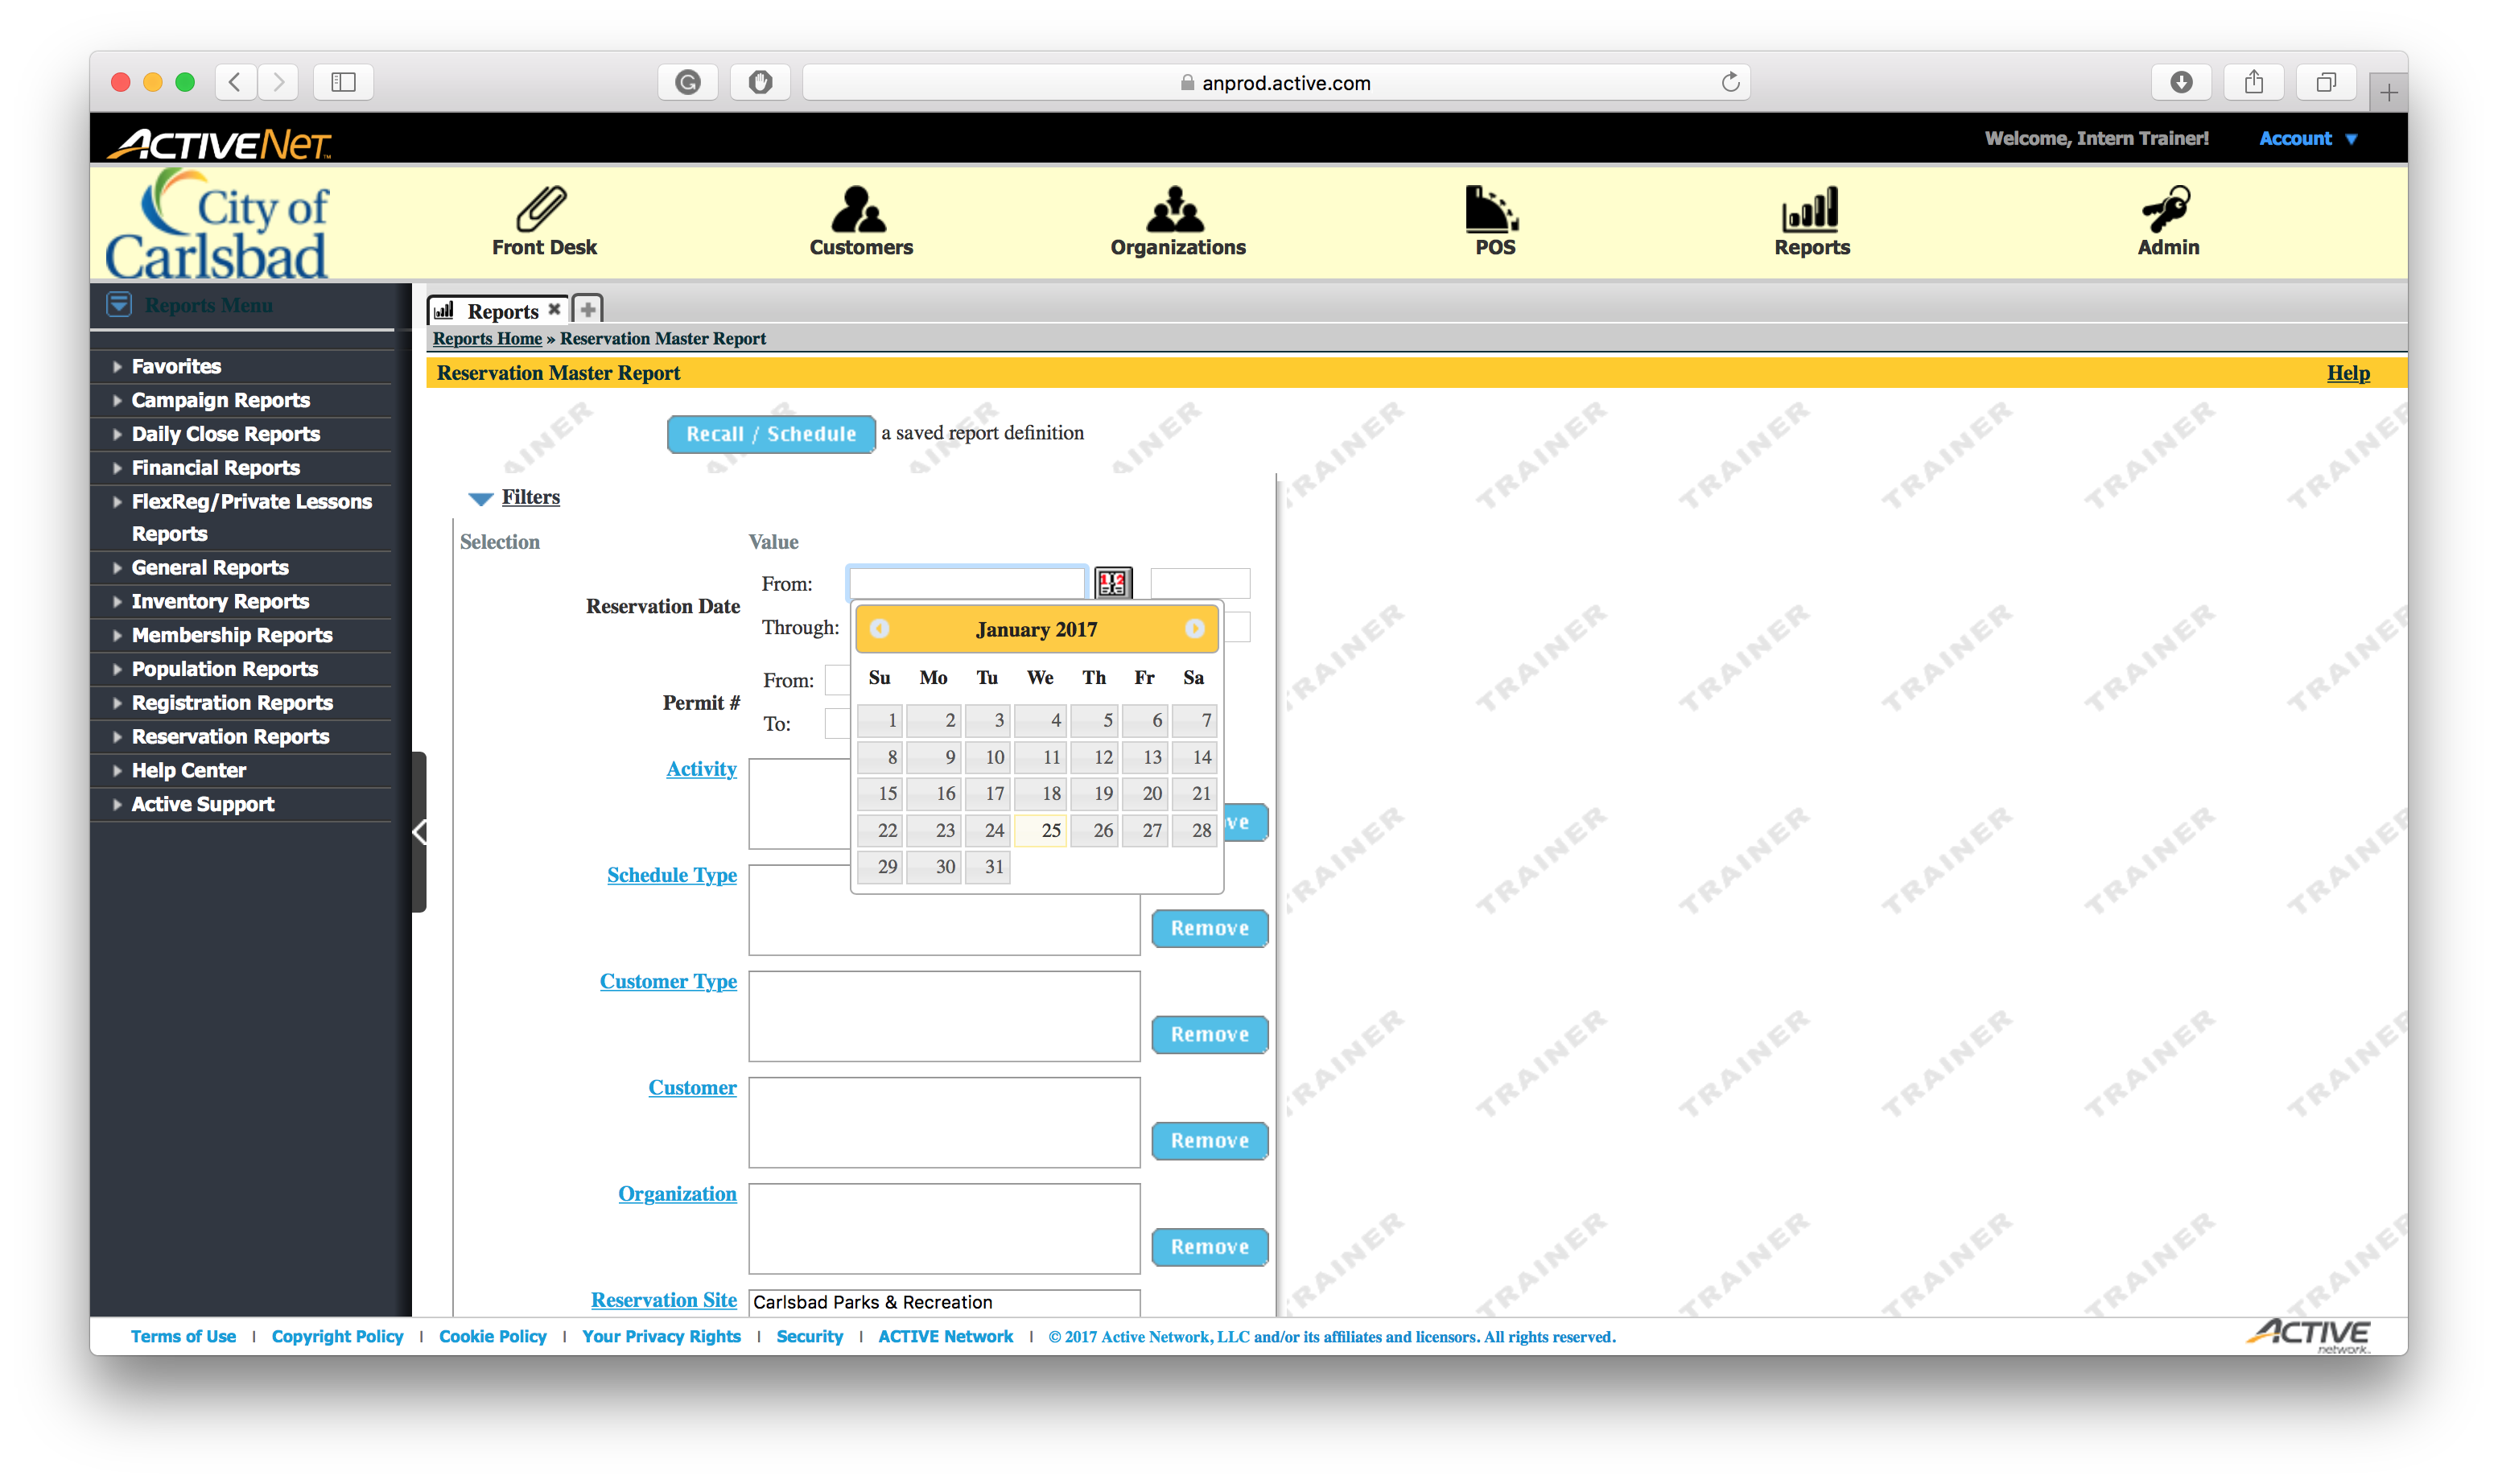 anprod.active.com
ACTIVENet
Welcome, Intern Trainer!
Account
City of
Carlsbad
Front Desk
Customers
Organizations
POS
Reports
Admin
Reports Menu
Favorites
Campaign Reports
Daily Close Reports
Financial Reports
FlexReg/Private Lessons
Reports
General Reports
Inventory Reports
Membership Reports
Population Reports
Registration Reports
Reservation Reports
Help Center
Active Support
Reports
Reports Home » Reservation Master Report
Reservation Master Report
Help
Recall / Schedule a saved report definition
Filters
Selection Value
Reservation Date
From:
Through:
January 2017
Su Mo Tu We Th Fr Sa
1 2 3 4 5 6 7
8 9 10 11 12 13 14
15 16 17 18 19 20 21
22 23 24 25 26 27 28
29 30 31
Permit #
From:
To:
Activity
ve
Schedule Type
Remove
Customer Type
Remove
Customer
Remove
Organization
Remove
Reservation Site
Carlsbad Parks & Recreation
TRAINER
Terms of Use | Copyright Policy | Cookie Policy | Your Privacy Rights | Security | ACTIVE Network | © 2017 Active Network, LLC and/or its affiliates and licensors. All rights reserved.
ACTIVE
network